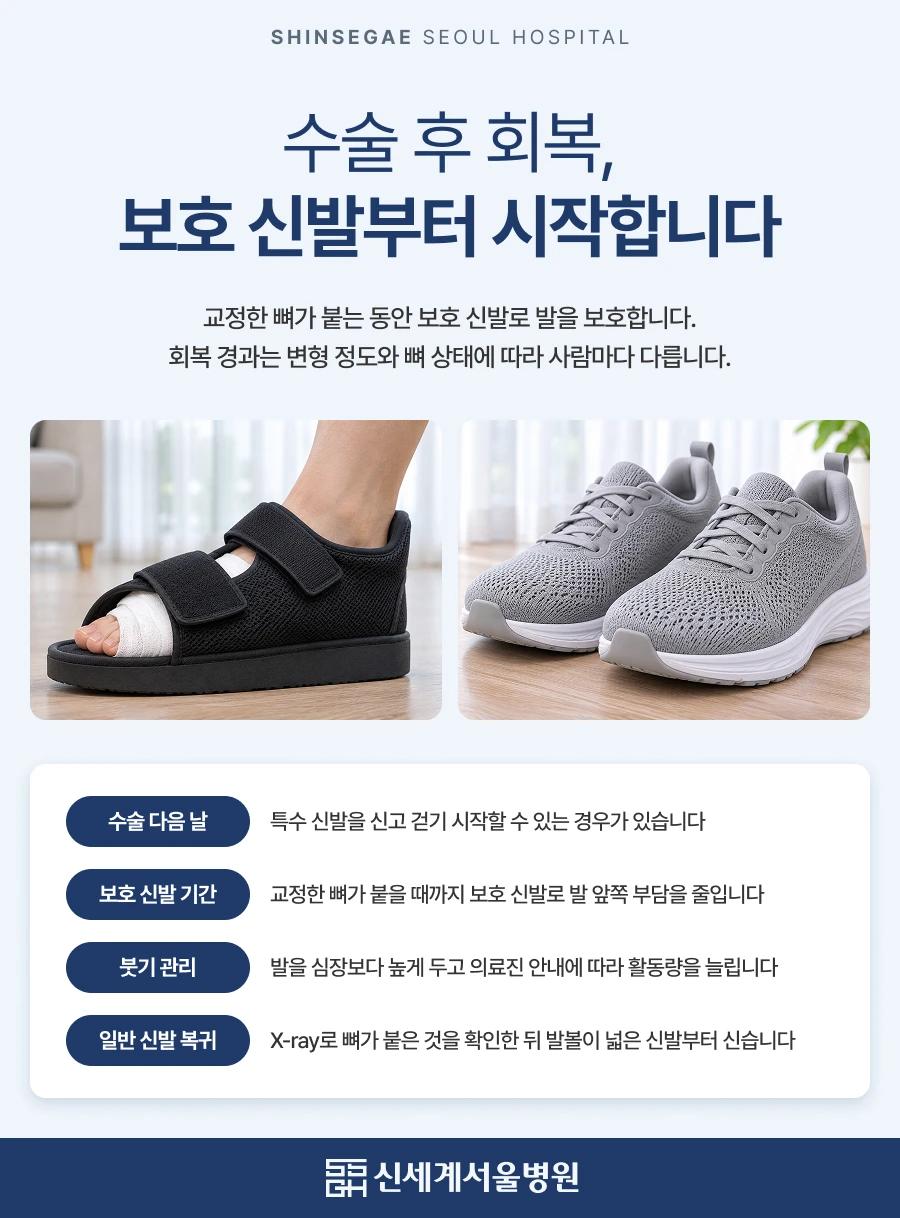 SHINSEGAE SEOUL HOSPITAL
수술 후 회복,
보호 신발부터 시작합니다
교정한 뼈가 붙는 동안 보호 신발로 발을 보호합니다.
회복 경과는 변형 정도와 뼈 상태에 따라 사람마다 다릅니다.
수술 다음 날 특수 신발을 신고 걷기 시작할 수 있는 경우가 있습니다
보호 신발 기간 교정한 뼈가 붙을 때까지 보호 신발로 발 앞쪽 부담을 줄입니다
붓기 관리 발을 심장보다 높게 두고 의료진 안내에 따라 활동량을 늘립니다
일반 신발 복귀 X-ray로 뼈가 붙은 것을 확인한 뒤 발볼이 넓은 신발부터 신습니다
SSGH 신세계서울병원